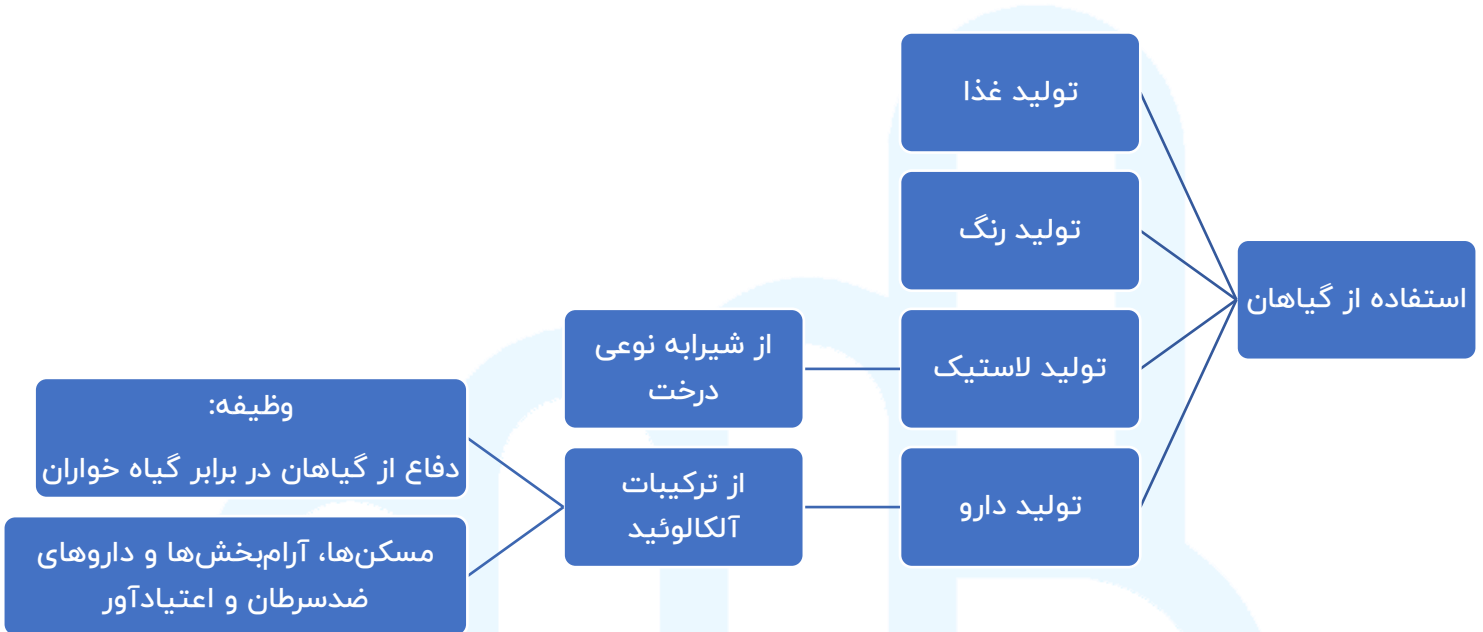 استفاده از گیاهان
تولید غذا
تولید رنگ
تولید لاستیک
از شیرابه نوعی
درخت
تولید دارو
از ترکیبات
آلکالوئید
وظیفه:
دفاع از گیاهان در برابر گیاه خواران
مسکن‌ها، آرام‌بخش‌ها و داروهای
ضدسرطان و اعتیادآور